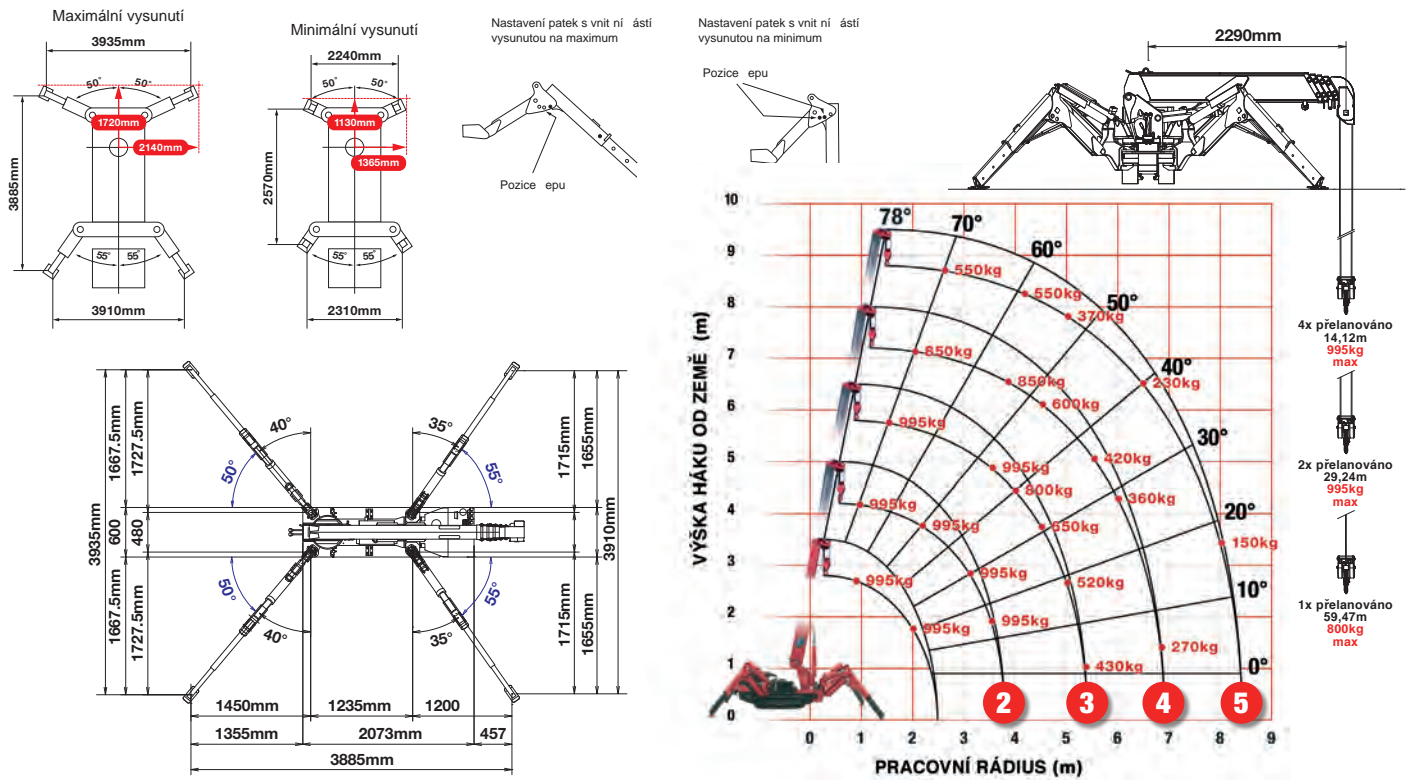 Maximální vysunutí
3935mm
50°
50°
1720mm
2140mm
3885mm
55°
55°
3910mm
Minimální vysunutí
2240mm
50°
50°
1130mm
1365mm
2570mm
55°
55°
2310mm
Nastavení patek s vnit ní ástí
vysunutou na maximum
Pozice epu
Nastavení patek s vnit ní ástí
vysunutou na minimum
Pozice epu
2290mm
4x přelanováno
14,12m
995kg
max
2x přelanováno
29,24m
995kg
max
1x přelanováno
59,47m
800kg
max
3935mm
1667.5mm
1727.5mm
600
480
1667.5mm
1727.5mm
40°
50°
35°
55°
50°
40°
55°
35°
1715mm
1655mm
3910mm
1715mm
1655mm
1450mm
1235mm
1200
1355mm
2073mm
457
3885mm
VÝŠKA HÁKU OD ZEMĚ (m)
10
9
8
7
6
5
4
3
2
1
0
78°
70°
60°
50°
40°
30°
20°
10°
0°
550kg
550kg
370kg
230kg
150kg
850kg
850kg
600kg
420kg
360kg
270kg
995kg
995kg
800kg
550kg
520kg
430kg
995kg
995kg
995kg
995kg
995kg
995kg
2
3
4
5
0 1 2 3 4 5 6 7 8 9
PRACOVNÍ RÁDIUS (m)